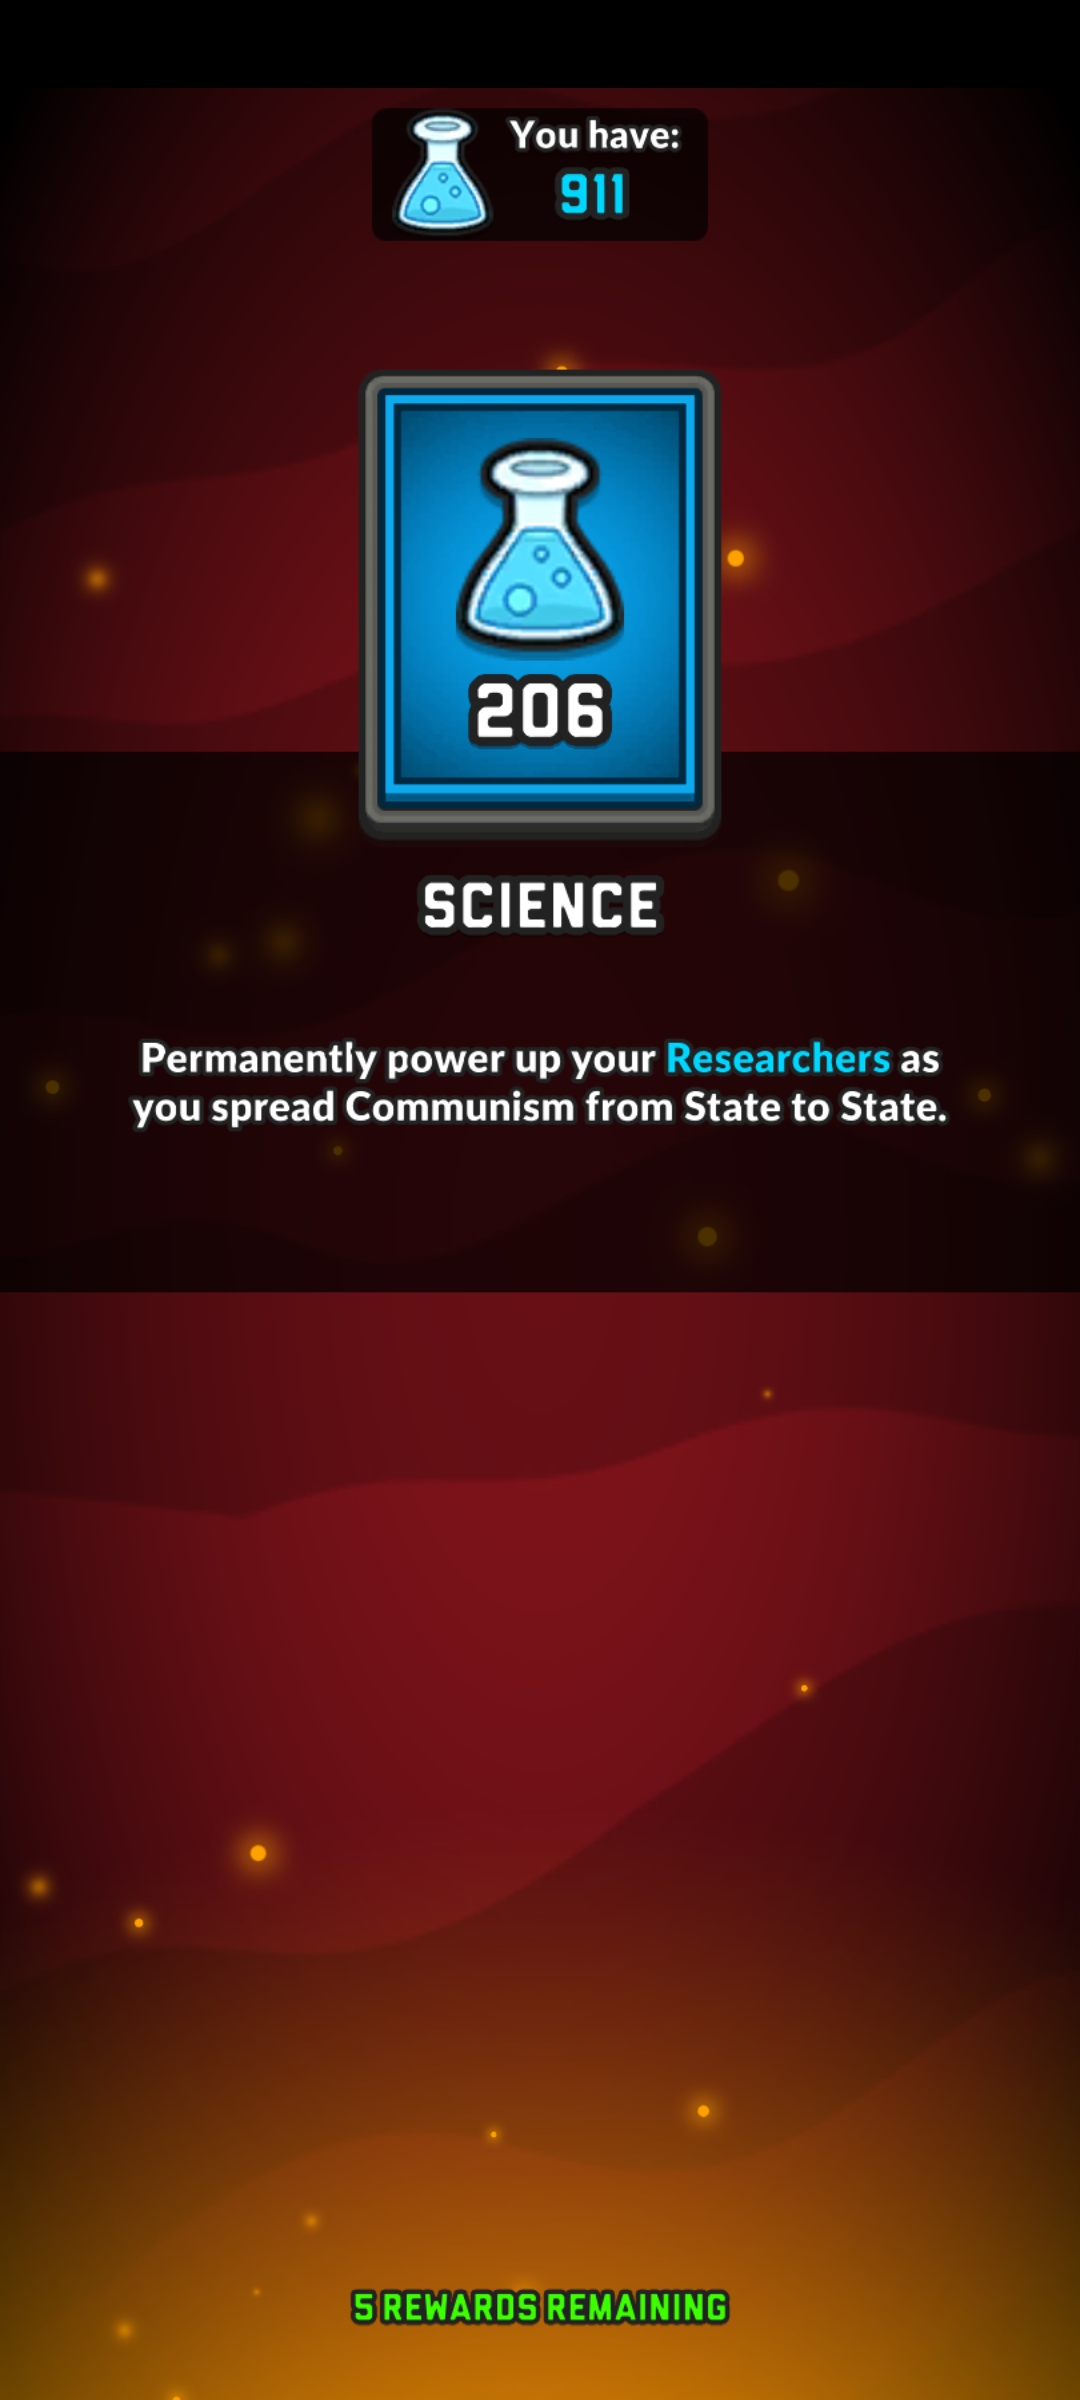 You have:
911
206
SCIENCE
Permanently power up your Researchers as
you spread Communism from State to State.
5 REWARDS REMAINING